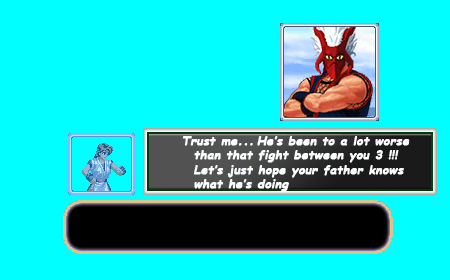 Trust me... He's been to a lot worse
than that fight between you 3 !!!
Let's just hope your father knows
what he's doing